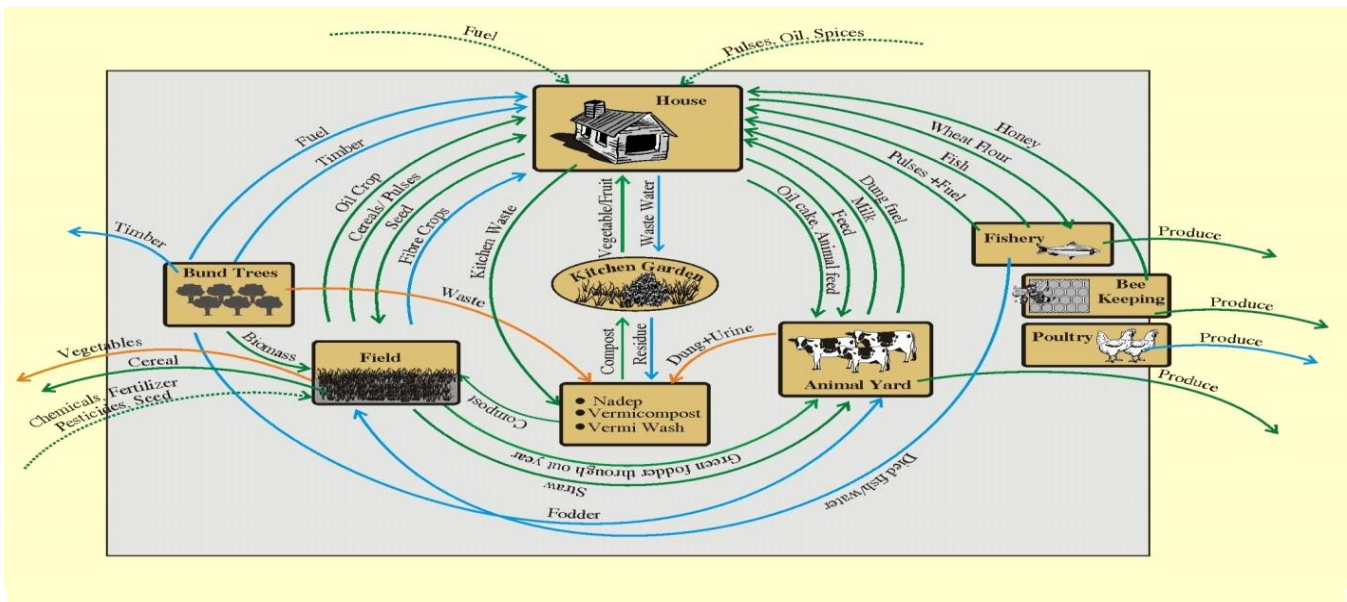 Fuel
Pulses, Oil, Spices
House
Fuel
Timber
Oil Crop
Cereals/ Pulses
Seed
Fibre Crops
Kitchen Waste
Vegetable/Fruit
Waste Water
Oil cake, Animal feed
Feed
Milk
Dung fuel
Pulses +Fuel
Fish
Wheat Flour
Honey
Timber
Bund Trees
Kitchen Garden
Fishery
Produce
Bee
Keeping
Produce
Poultry
Produce
Waste
Biomass
Compost
Residue
Dung+Urine
Vegetables
Cereal
Chemicals, Fertilizer
Pesticides, Seed
Field
Animal Yard
Produce
Compost
● Nadep
● Vermicompost
● Vermi Wash
Green fodder through out year
Straw
Fodder
Died fish/water